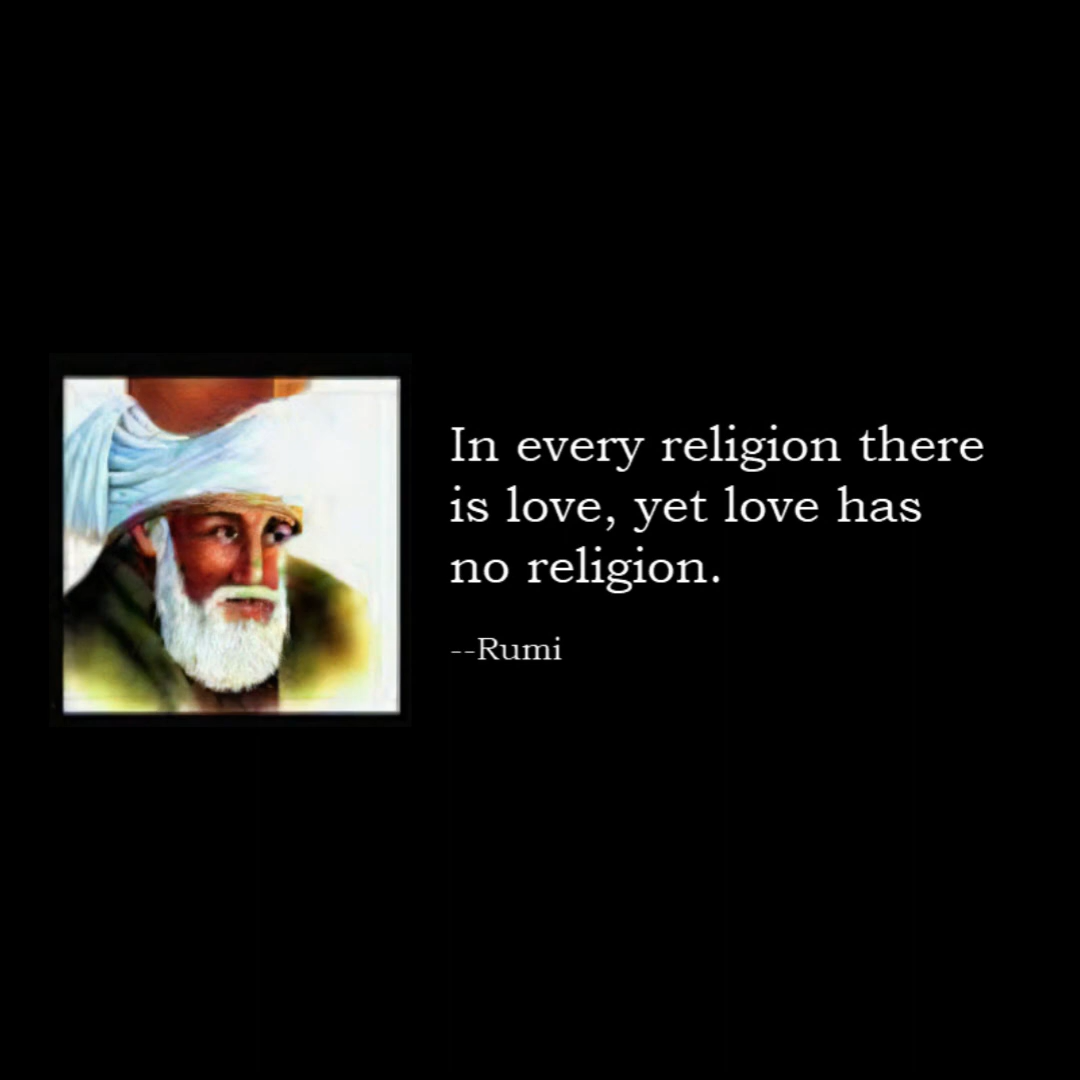 In every religion there
is love, yet love has
no religion.
--Rumi